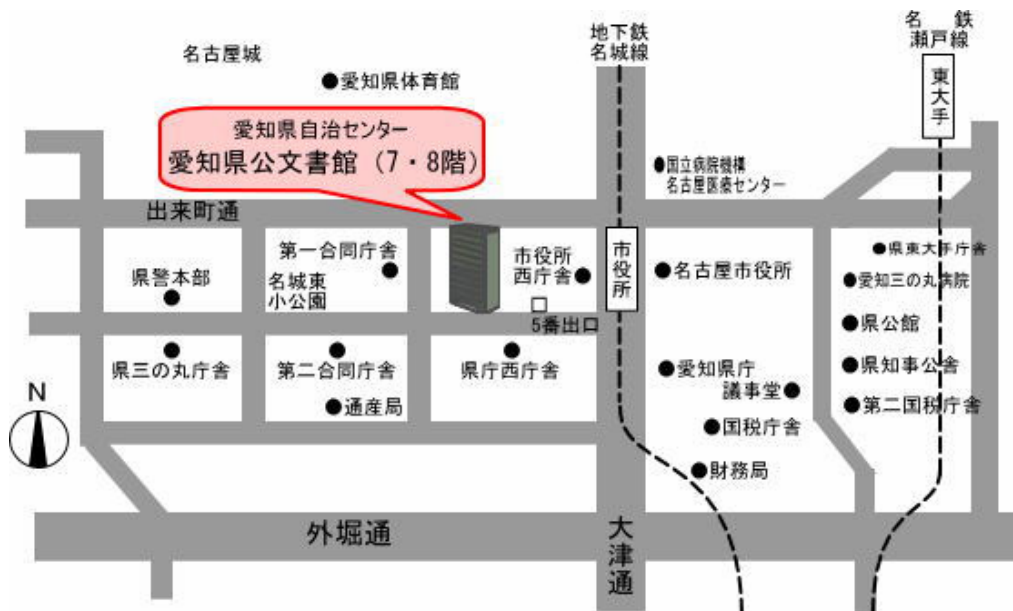 地下鉄
名城線
名鉄
瀬戸線
名古屋城
愛知県体育館
東大手
愛知県自治センター
愛知県公文書館（7・8階）
国立病院機構
名古屋医療センター
出来町通
第一合同庁舎
市役所
西庁舎
市役所
県東大手庁舎
県警本部
名城東
小公園
名古屋市役所
愛知三の丸病院
5番出口
県公館
県三の丸庁舎
第二合同庁舎
県庁西庁舎
愛知県庁
議事堂
県知事公舎
N
通産局
国税庁舎
第二国税庁舎
財務局
外堀通
大津通